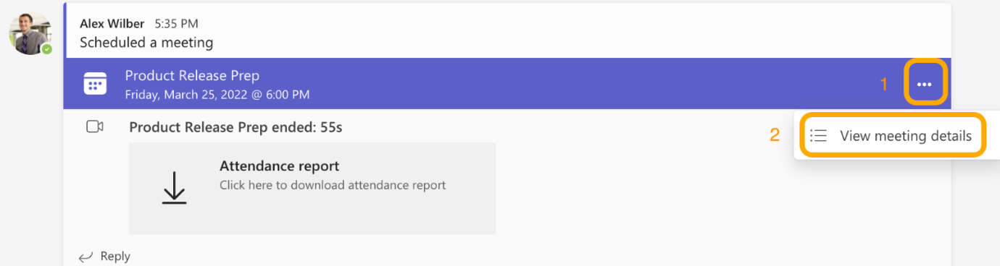 Alex Wilber 5:35 PM
Scheduled a meeting
Product Release Prep
Friday, March 25, 2022 @ 6:00 PM
1
...
Product Release Prep ended: 55s
2
View meeting details
Attendance report
Click here to download attendance report
Reply